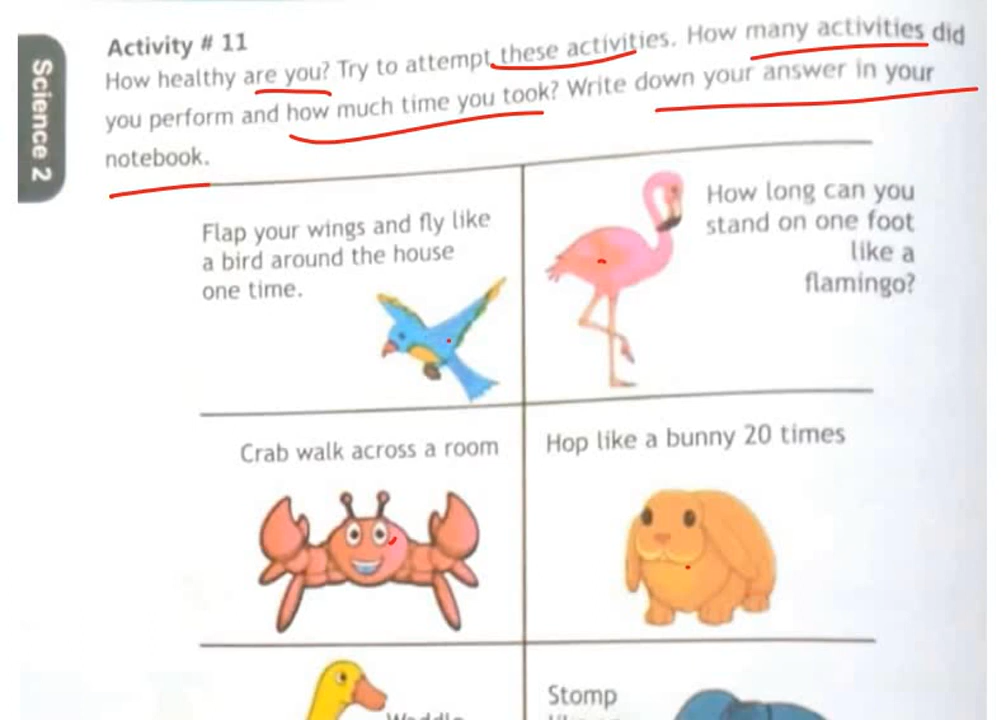 Science 2
Activity # 11
How healthy are you? Try to attempt these activities. How many activities did
you perform and how much time you took? Write down your answer in your
notebook.
Flap your wings and fly like
a bird around the house
one time.
How long can you
stand on one foot
like a
flamingo?
Crab walk across a room
Hop like a bunny 20 times
Waddle
Stomp